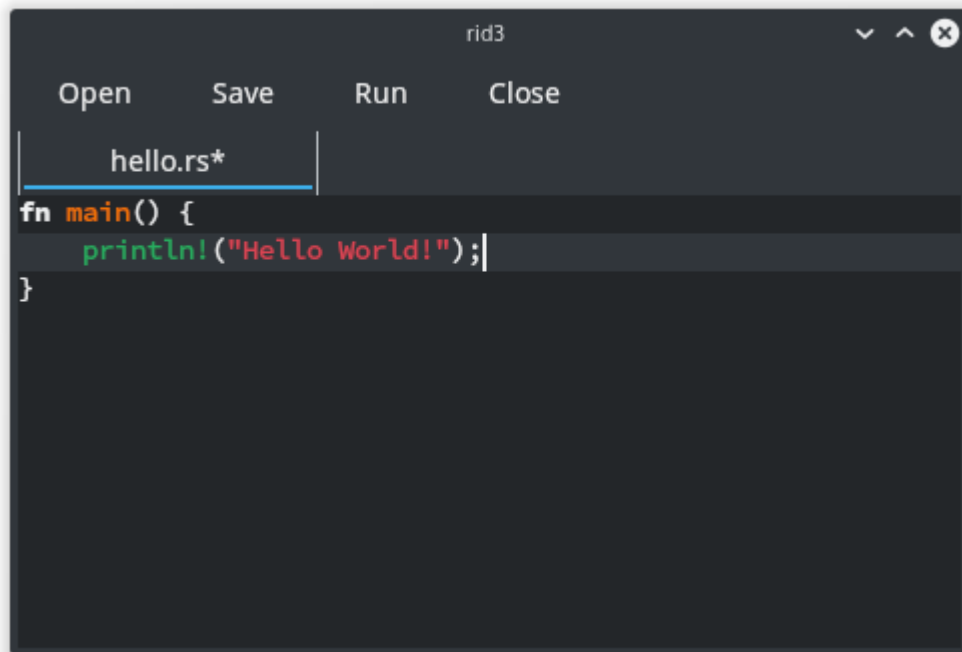 rid3
Open Save Run Close
hello.rs*
fn main() {
    println!("Hello World!");
}